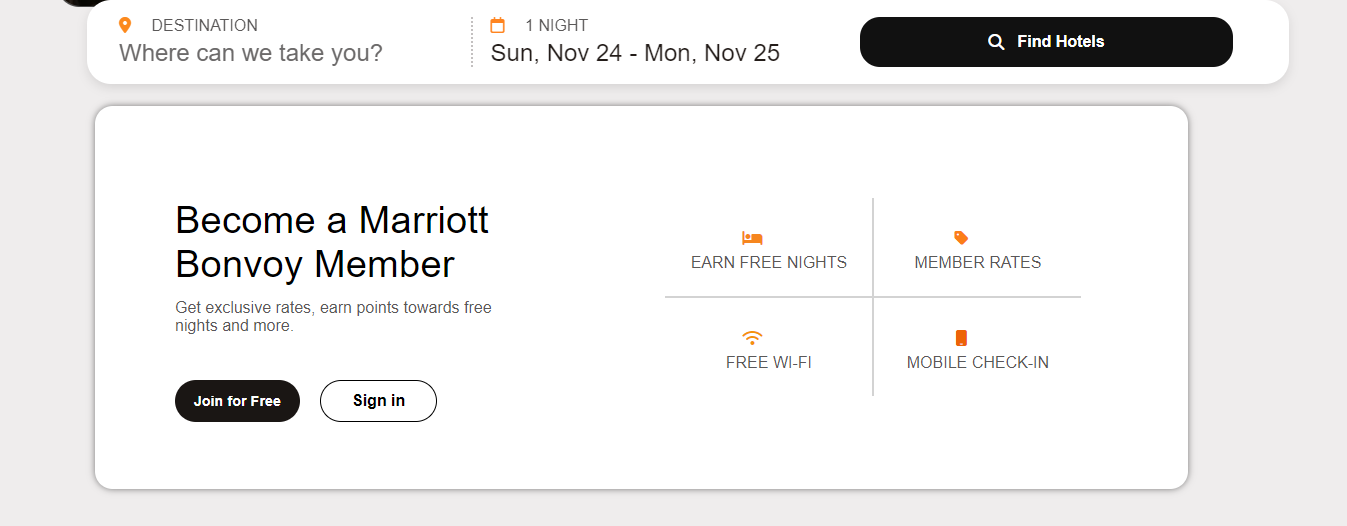 DESTINATION
Where can we take you?
1 NIGHT
Sun, Nov 24 - Mon, Nov 25
Find Hotels
Become a Marriott
Bonvoy Member
Get exclusive rates, earn points towards free
nights and more.
Join for Free
Sign in
EARN FREE NIGHTS
MEMBER RATES
FREE WI-FI
MOBILE CHECK-IN